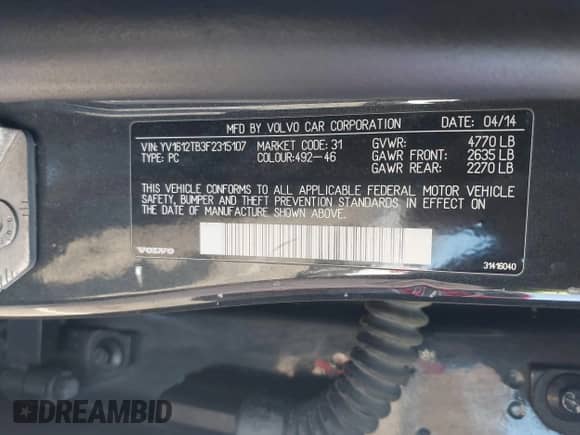 MFD BY VOLVO CAR CORPORATION DATE: 04/14
VIN: YV1612TB3F2315107 MARKET CODE: 31 GVWR: 4770 LB
TYPE: PC COLOUR:492-46 GAWR FRONT: 2635 LB
GAWR REAR: 2270 LB
THIS VEHICLE CONFORMS TO ALL APPLICABLE FEDERAL MOTOR VEHICLE
SAFETY, BUMPER AND THEFT PREVENTION STANDARDS IN EFFECT ON
THE DATE OF MANUFACTURE SHOWN ABOVE.
VOLVO 31416040
DREAMBID